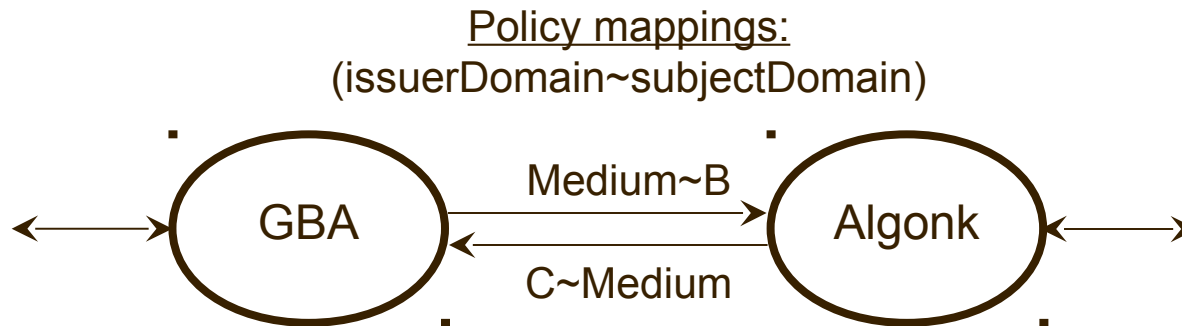 Policy mappings:
(issuerDomain~subjectDomain)
Medium~B
GBA
Algonk
C~Medium